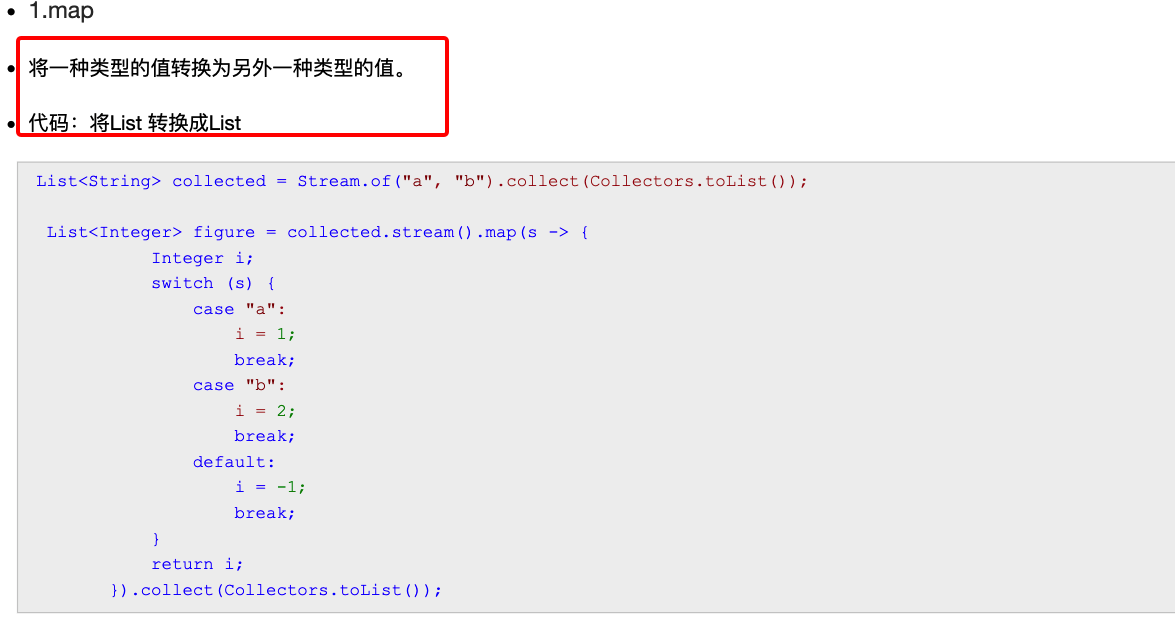 1.map
将一种类型的值转换为另外一种类型的值。
代码：将List 转换成List
List<String> collected = Stream.of("a", "b").collect(Collectors.toList());
List<Integer> figure = collected.stream().map(s -> {
Integer i;
switch (s) {
case "a":
i = 1;
break;
case "b":
i = 2;
break;
default:
i = -1;
break;
}
return i;
}).collect(Collectors.toList());